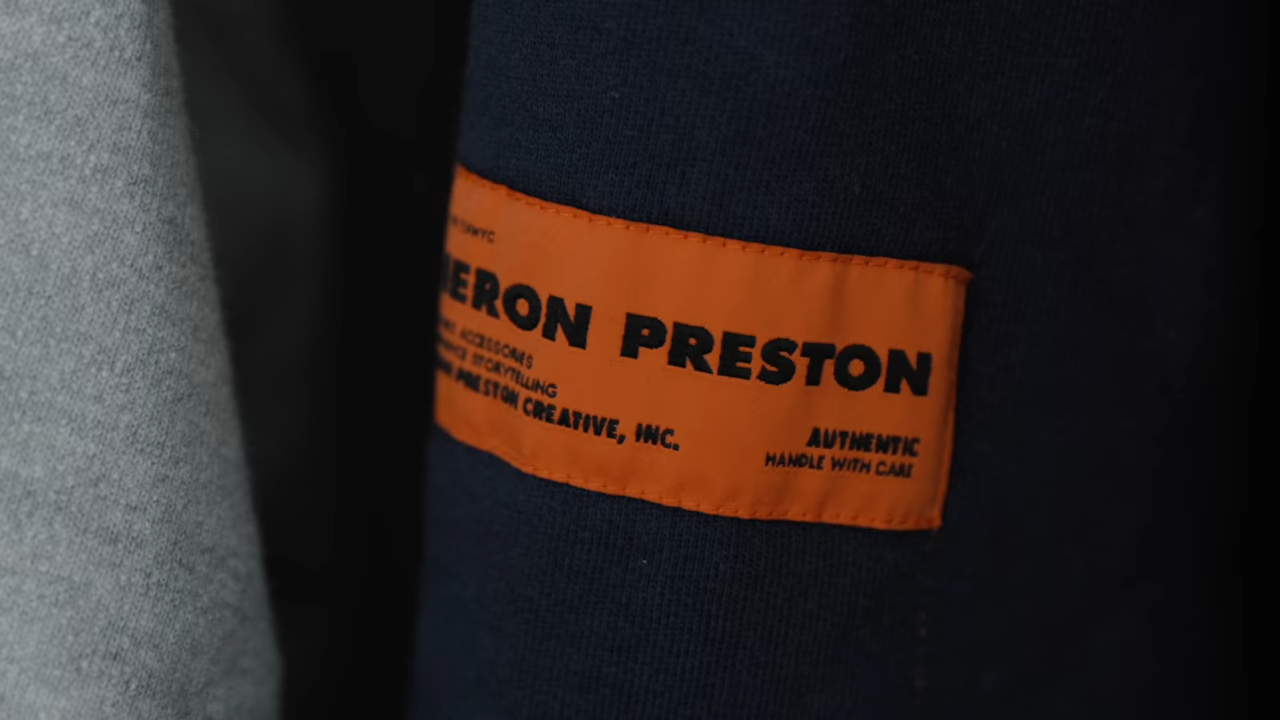 ERON PRESTON
ACCESSORIES
STORYTELLING
PRESTON CREATIVE, INC.
AUTHENTIC
HANDLE WITH CARE